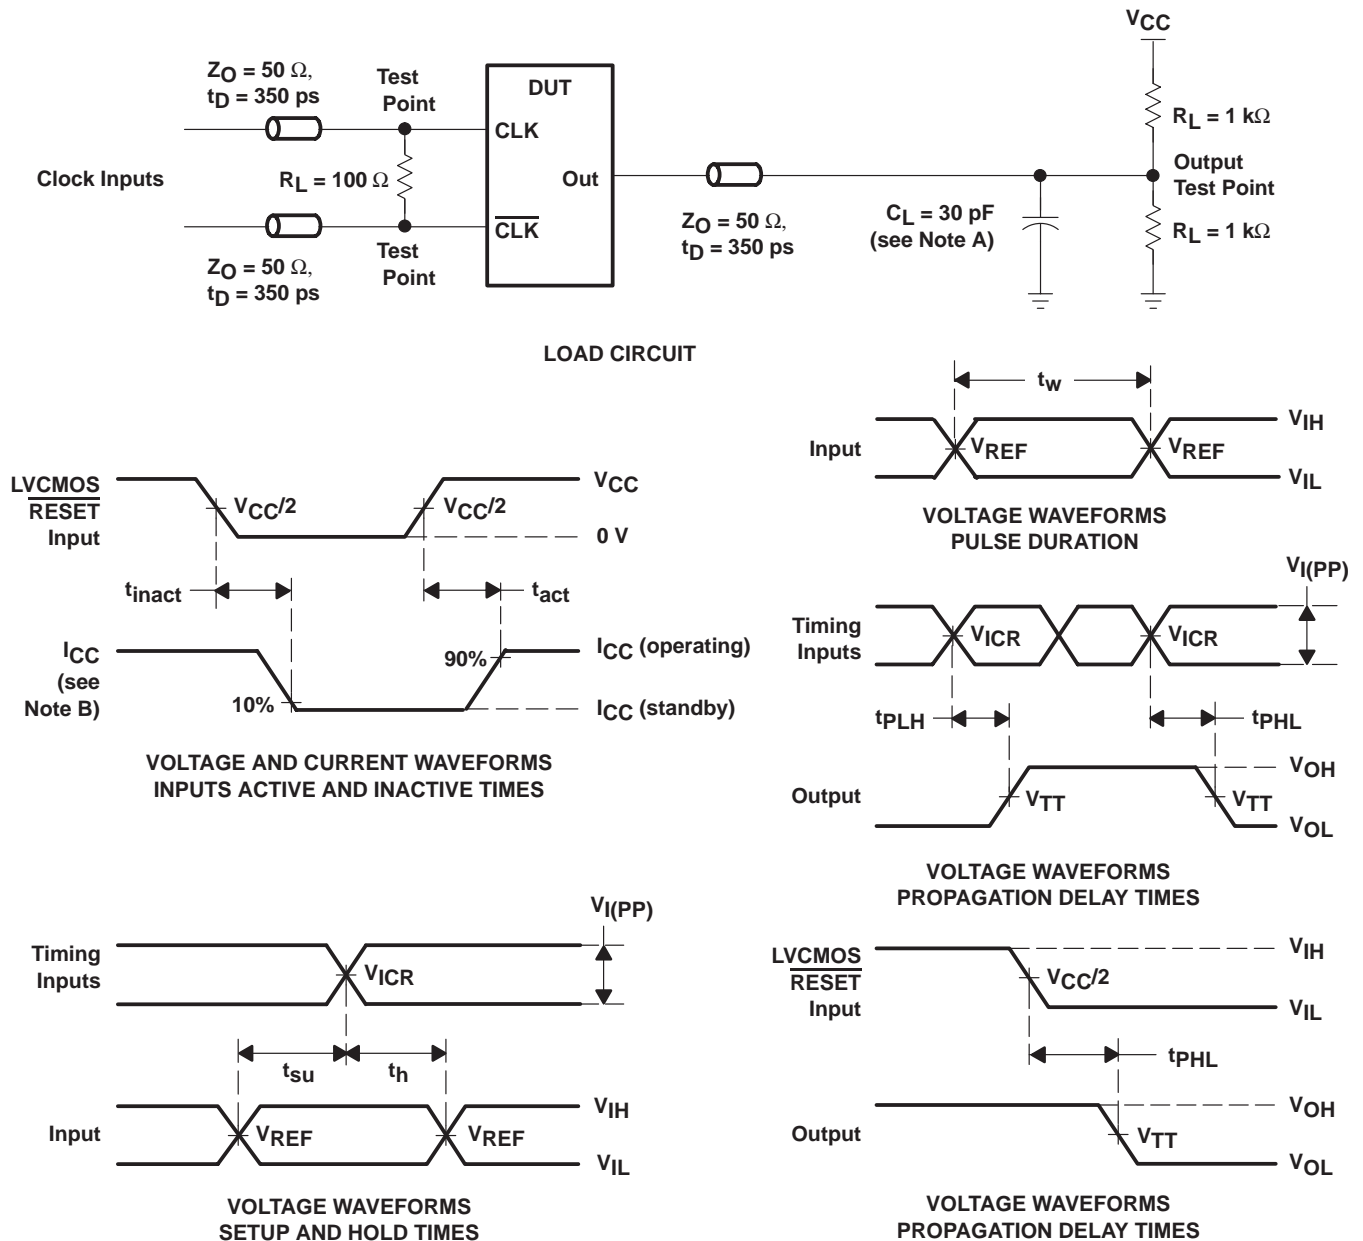 VCC
ZO = 50 Ω,
tD = 350 ps
Test
Point
DUT
CLK
RL = 1 kΩ
Clock Inputs
RL = 100 Ω
Out
Output
Test Point
CLK
ZO = 50 Ω,
tD = 350 ps
CL = 30 pF
(see Note A)
RL = 1 kΩ
Test
Point
ZO = 50 Ω,
tD = 350 ps
LOAD CIRCUIT
tw
Input
VREF
VREF
VIH
VIL
VOLTAGE WAVEFORMS
PULSE DURATION
LVCMOS
RESET
Input
VCC/2
VCC/2
VCC
0 V
tinact
tact
ICC
(see
Note B)
10%
90%
ICC (operating)
ICC (standby)
VOLTAGE AND CURRENT WAVEFORMS
INPUTS ACTIVE AND INACTIVE TIMES
VI(PP)
Timing
Inputs
VICR
VICR
tPLH
tPHL
Output
VTT
VTT
VOH
VOL
VOLTAGE WAVEFORMS
PROPAGATION DELAY TIMES
VI(PP)
Timing
Inputs
VICR
tsu
th
Input
VREF
VREF
VIH
VIL
VOLTAGE WAVEFORMS
SETUP AND HOLD TIMES
LVCMOS
RESET
Input
VCC/2
VIH
VIL
tPHL
Output
VTT
VOH
VOL
VOLTAGE WAVEFORMS
PROPAGATION DELAY TIMES